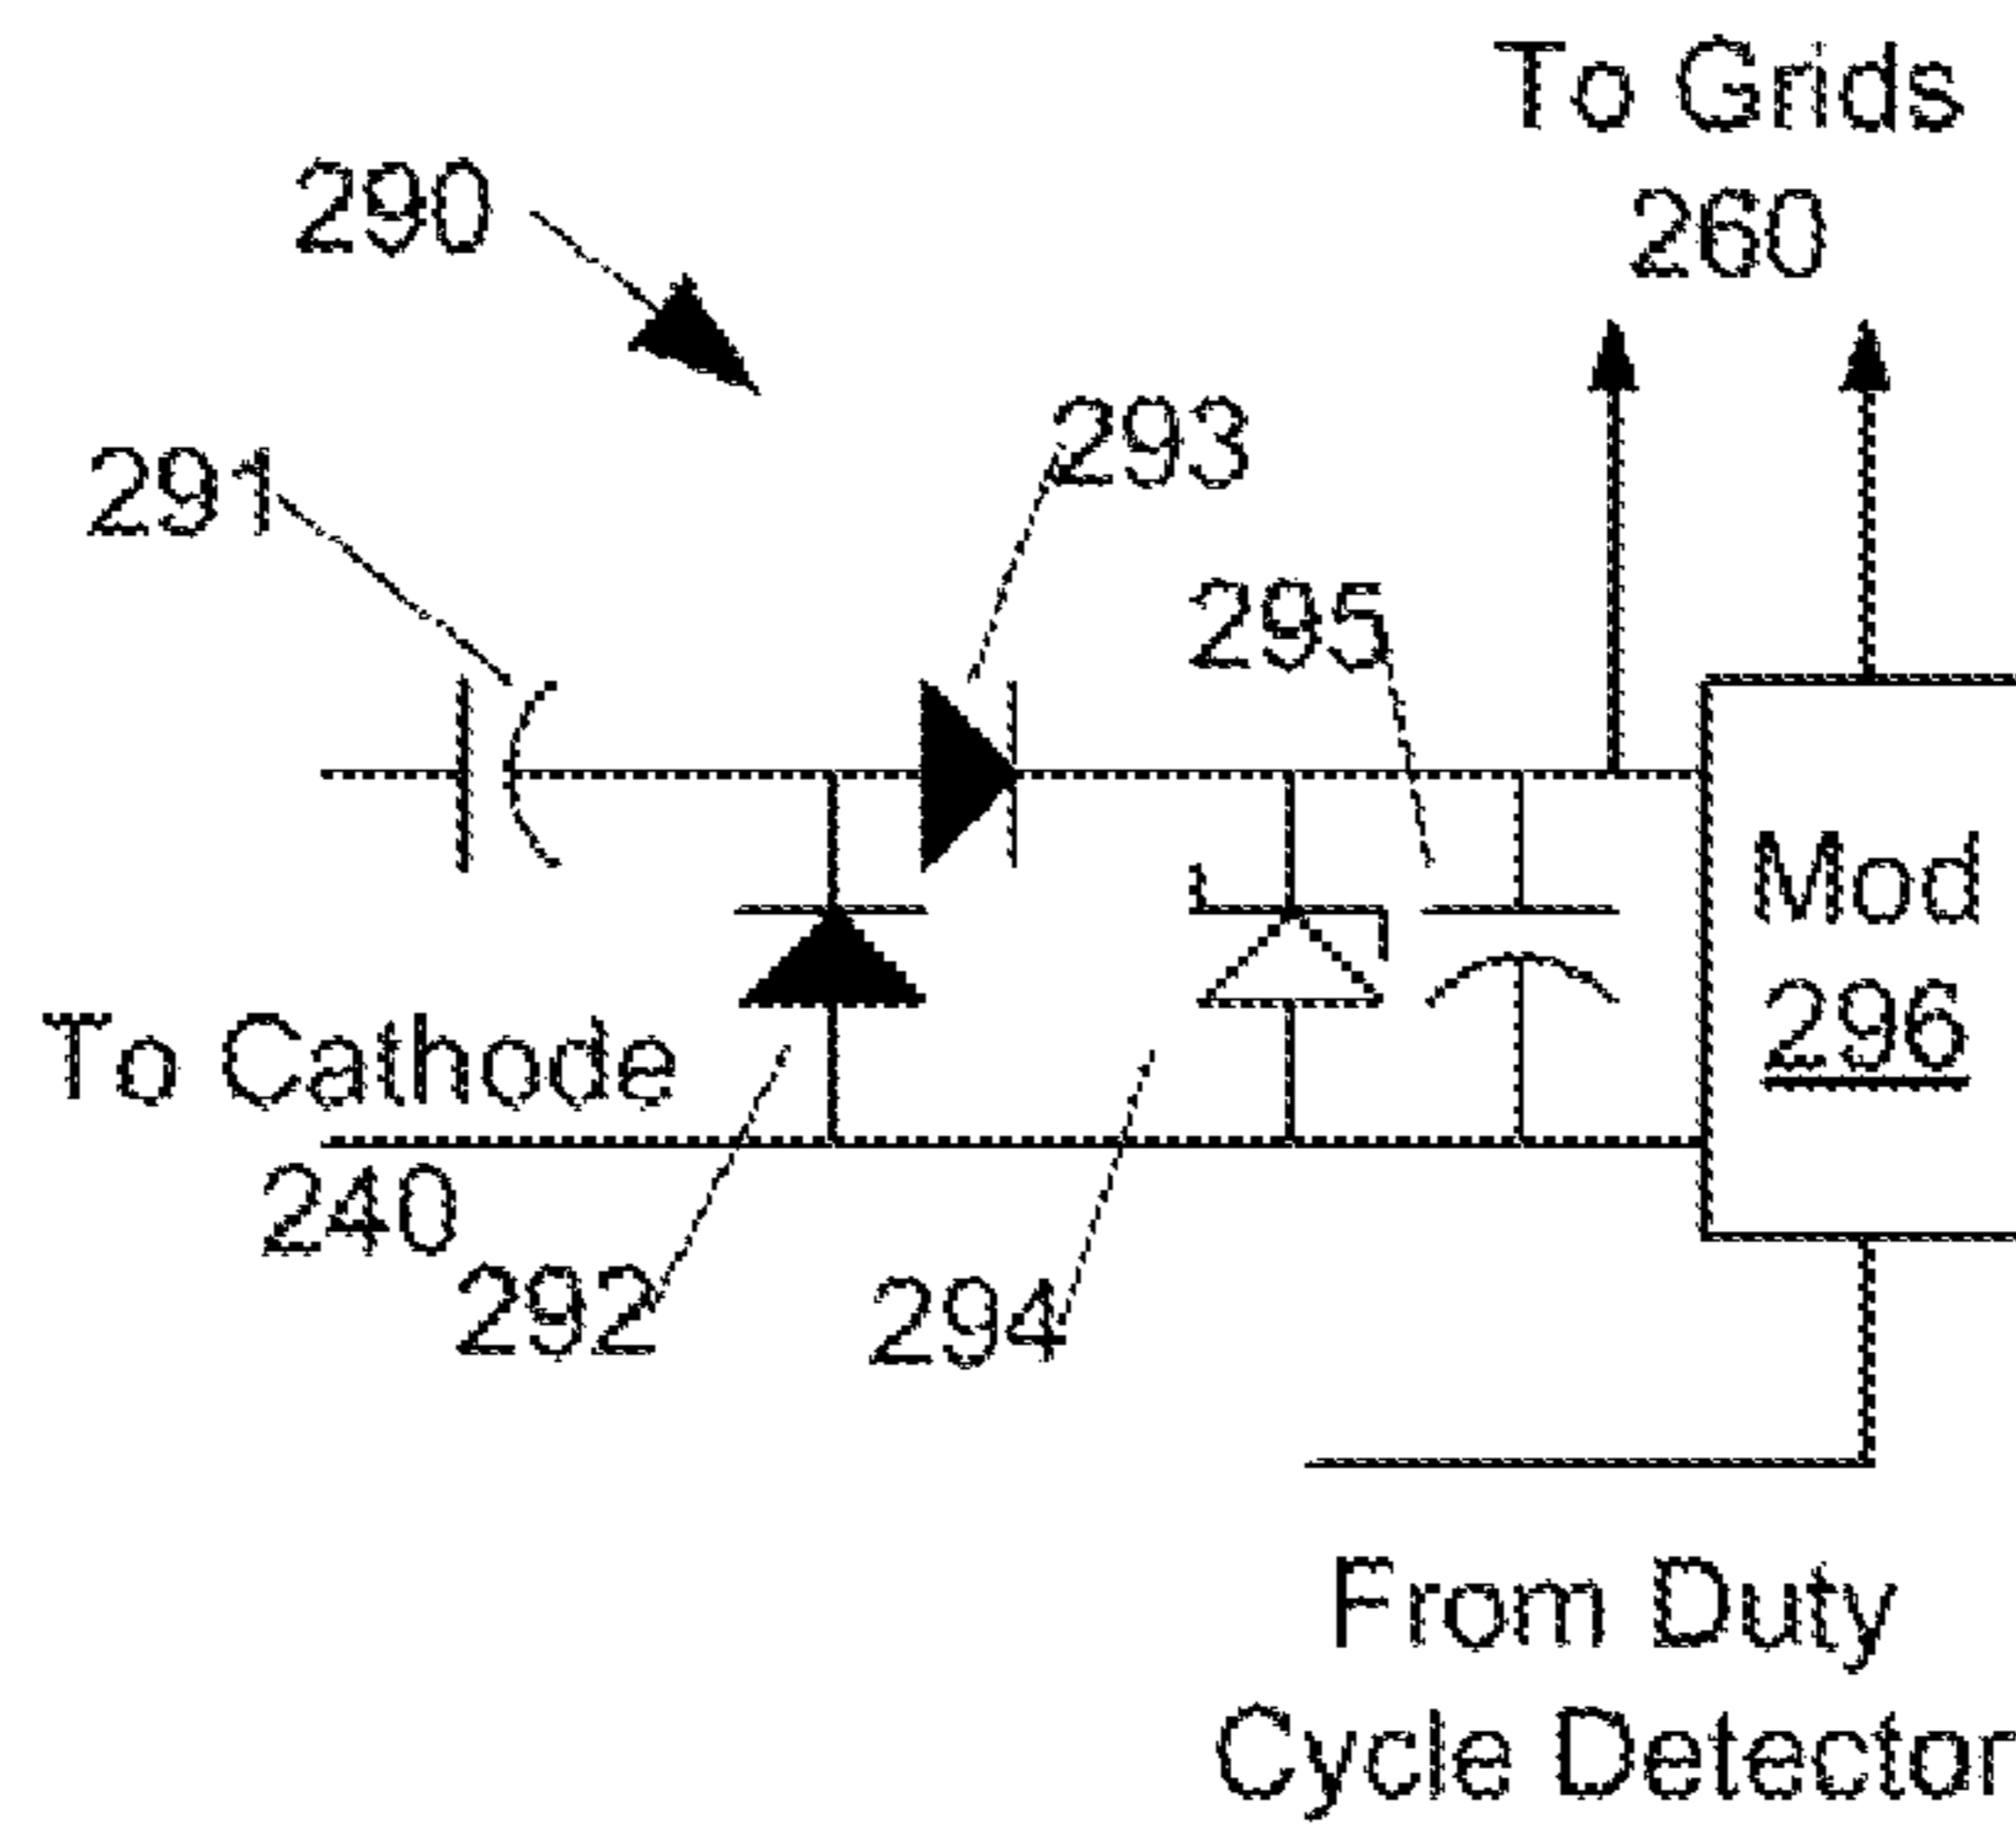 To Grids
260
290
293
291
295
Mod
296
To Cathode
240
292
294
From Duty
Cycle Detector